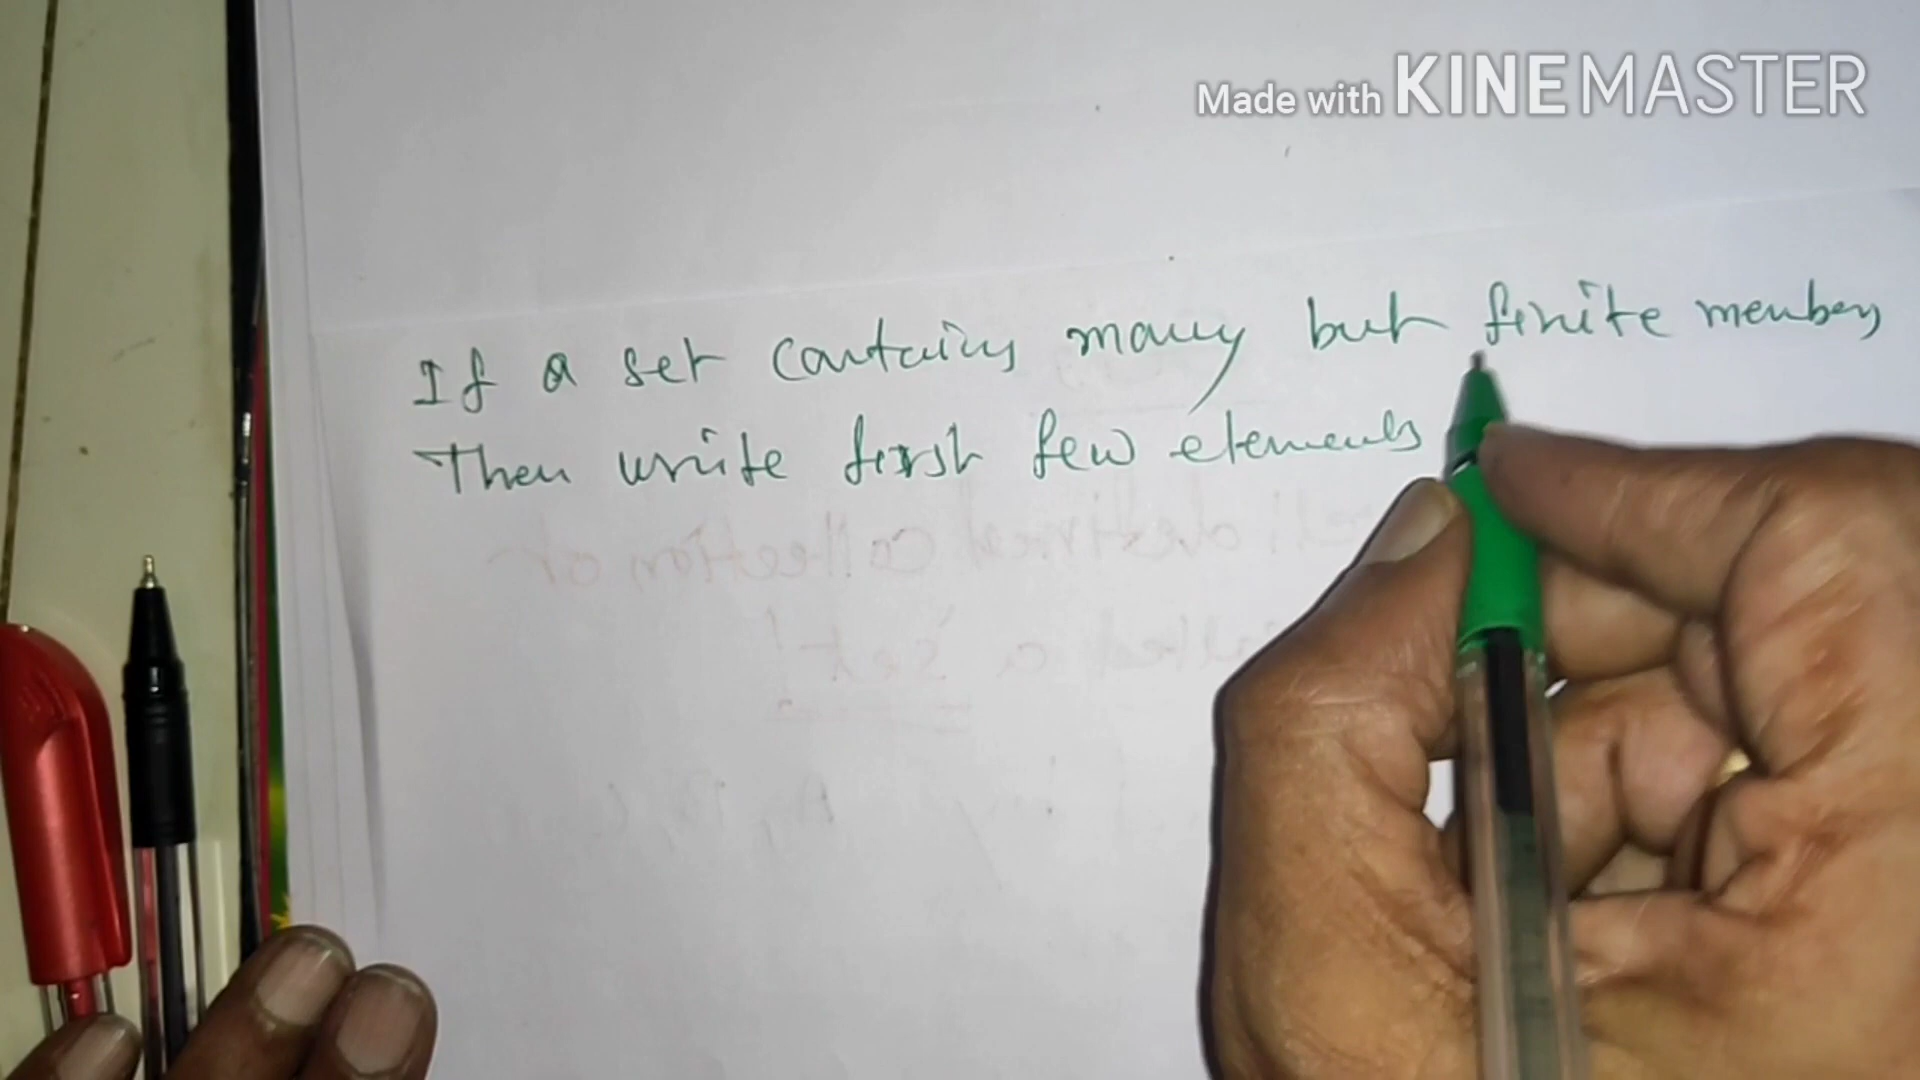 Made with KINEMASTER
If a set contains many but finite members
Then write first few elements